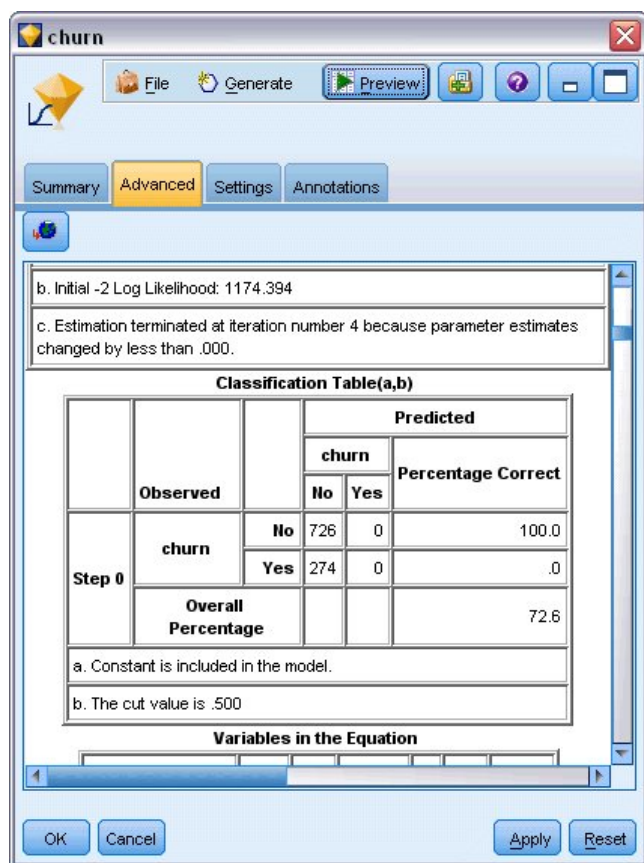 churn
File Generate Preview
Summary Advanced Settings Annotations
b. Initial -2 Log Likelihood: 1174.394
c. Estimation terminated at iteration number 4 because parameter estimates
changed by less than .000.
Classification Table(a,b)
Predicted
churn Percentage Correct
Observed No Yes
Step 0 churn No 726 0 100.0
Yes 274 0 .0
Overall
Percentage 72.6
a. Constant is included in the model.
b. The cut value is .500
Variables in the Equation
OK Cancel Apply Reset